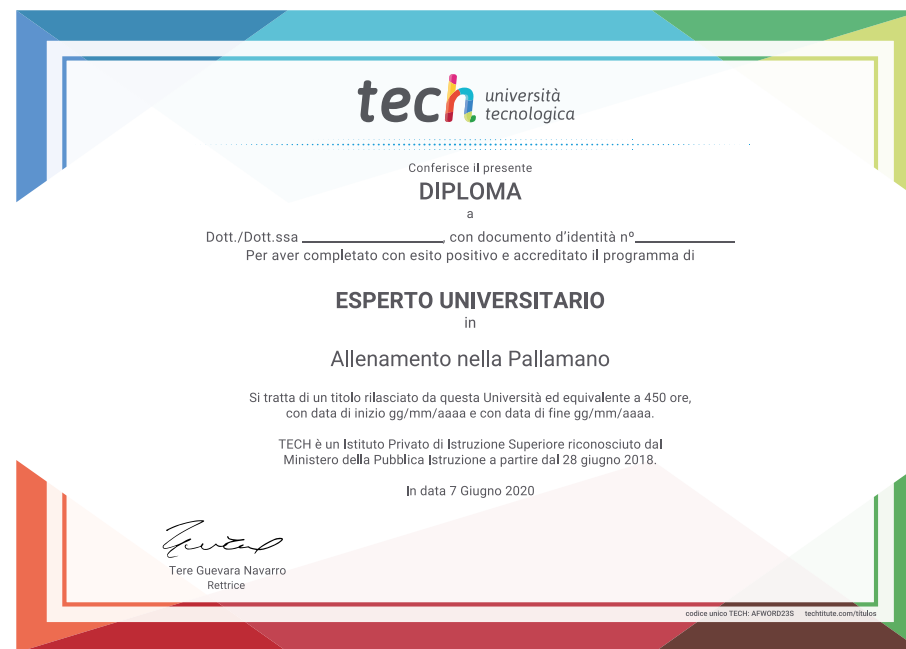 tech università
tecnologica
Conferisce il presente
DIPLOMA
a
Dott./Dott.ssa ____________________, con documento d'identità nº______________
Per aver completato con esito positivo e accreditato il programma di
ESPERTO UNIVERSITARIO
in
Allenamento nella Pallamano
Si tratta di un titolo rilasciato da questa Università ed equivalente a 450 ore,
con data di inizio gg/mm/aaaa e con data di fine gg/mm/aaaa.
TECH è un Istituto Privato di Istruzione Superiore riconosciuto dal
Ministero della Pubblica Istruzione a partire dal 28 giugno 2018.
In data 7 Giugno 2020
Tere Guevara Navarro
Rettrice
codice unico TECH: AFWORD23S techtitute.com/títulos